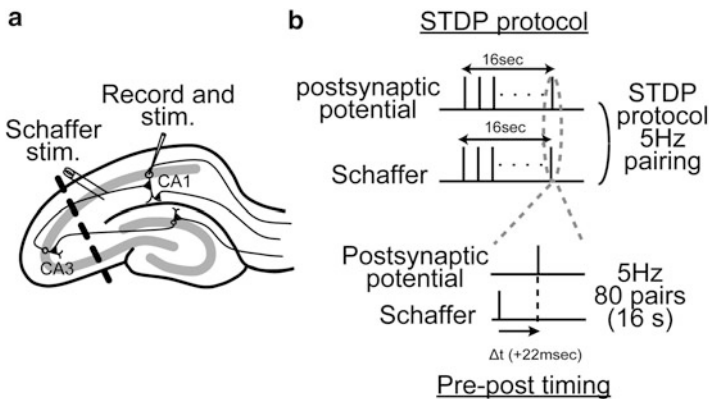 a
Record and
stim.
Schaffer
stim.
CA1
CA3
b
STDP protocol
16sec
postsynaptic
potential
16sec
Schaffer
STDP
protocol
5Hz
pairing
Postsynaptic
potential
Schaffer
5Hz
80 pairs
(16 s)
Δt (+22msec)
Pre-post timing